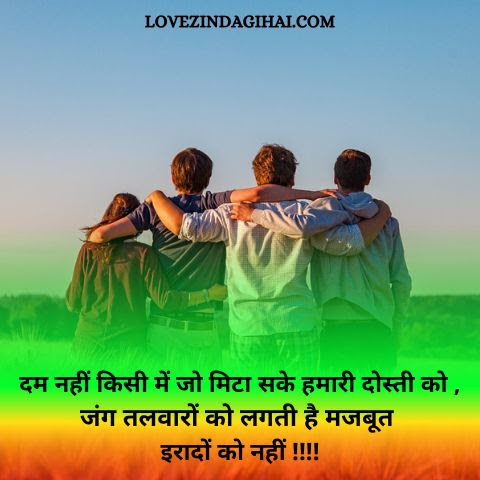 LOVEZINDAGIHAI.COM
दम नहीं किसी में जो मिटा सके हमारी दोस्ती को ,
जंग तलवारों को लगती है मजबूत
इरादों को नहीं !!!!